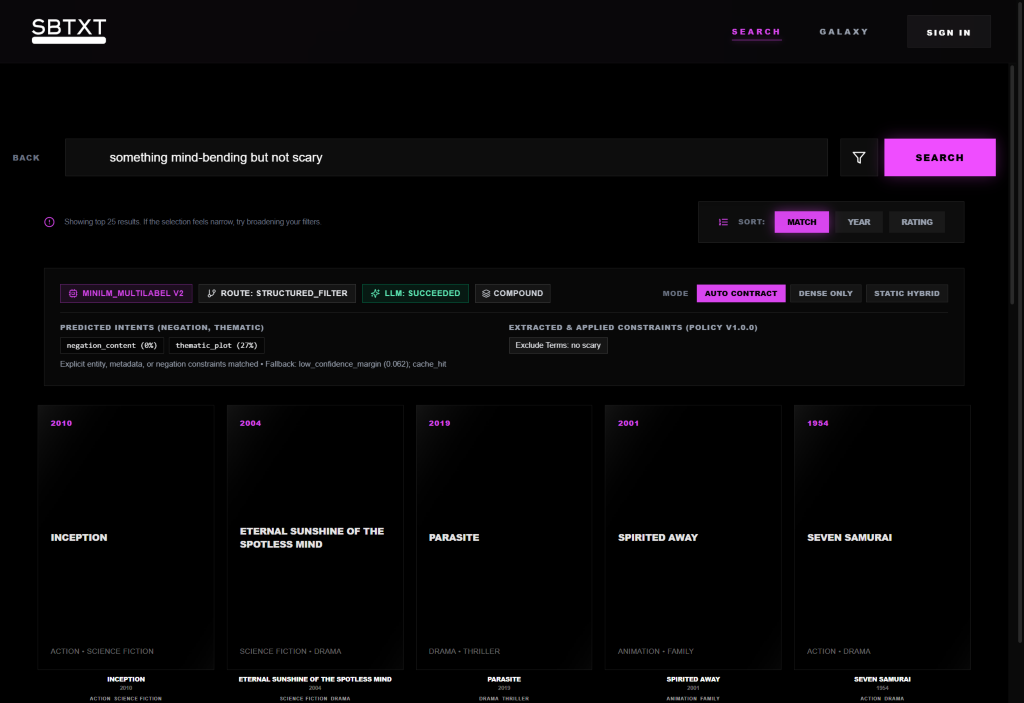 SBTXT
SEARCH
GALAXY
SIGN IN
BACK
something mind-bending but not scary
SEARCH
Showing top 25 results. If the selection feels narrow, try broadening your filters.
SORT:
MATCH
YEAR
RATING
MINILM_MULTILABEL V2
ROUTE: STRUCTURED_FILTER
LLM: SUCCEEDED
COMPOUND
MODE
AUTO CONTRACT
DENSE ONLY
STATIC HYBRID
PREDICTED INTENTS (NEGATION, THEMATIC)
negation_content (0%)
thematic_plot (27%)
Explicit entity, metadata, or negation constraints matched • Fallback: low_confidence_margin (0.062); cache_hit
EXTRACTED & APPLIED CONSTRAINTS (POLICY V1.0.0)
Exclude Terms: no scary
2010
INCEPTION
ACTION • SCIENCE FICTION
INCEPTION
2010
ACTION SCIENCE FICTION
2004
ETERNAL SUNSHINE OF THE
SPOTLESS MIND
SCIENCE FICTION • DRAMA
ETERNAL SUNSHINE OF THE SPOTLESS MIND
2004
SCIENCE FICTION DRAMA
2019
PARASITE
DRAMA • THRILLER
PARASITE
2019
DRAMA THRILLER
2001
SPIRITED AWAY
ANIMATION • FAMILY
SPIRITED AWAY
2001
ANIMATION FAMILY
1954
SEVEN SAMURAI
ACTION • DRAMA
SEVEN SAMURAI
1954
ACTION DRAMA